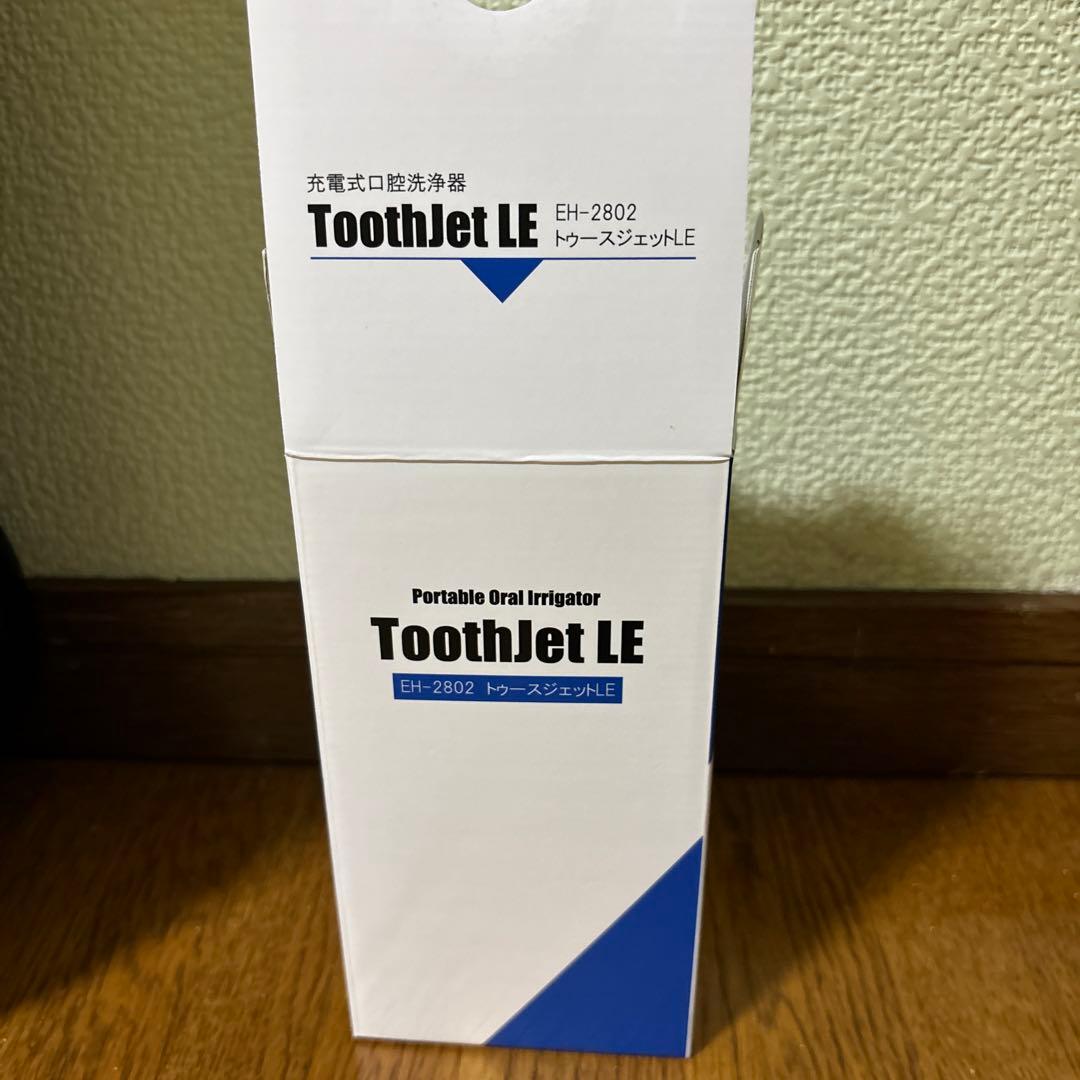 充電式口腔洗浄器
ToothJet LE
EH-2802
トゥースジェットLE
Portable Oral Irrigator
ToothJet LE
EH-2802 トゥースジェットLE